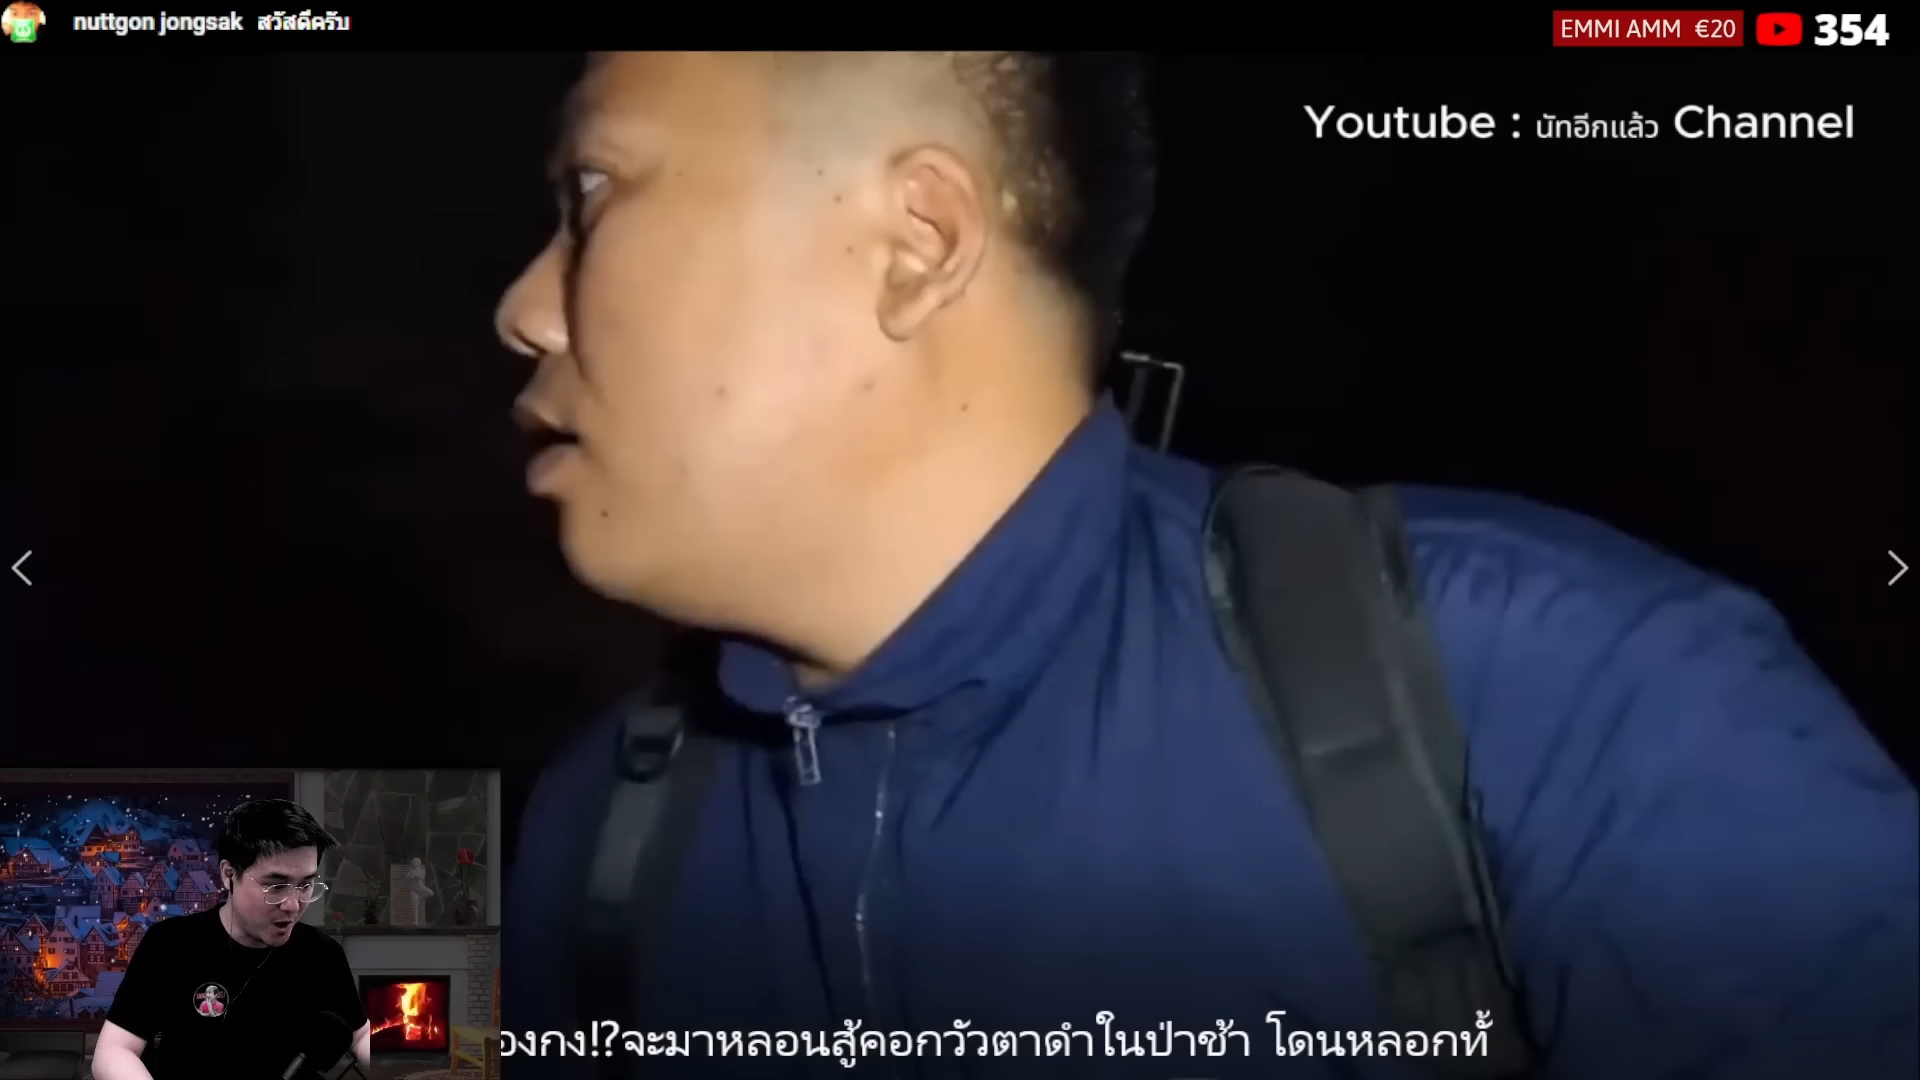 nuttgon jongsak สวัสดีครับ
EMMI AMM €20
354
Youtube : นัทอีกแล้ว Channel
องกง!?จะมาหลอนสู้คอกวัวตาดำในป่าช้า โดนหลอกทั้